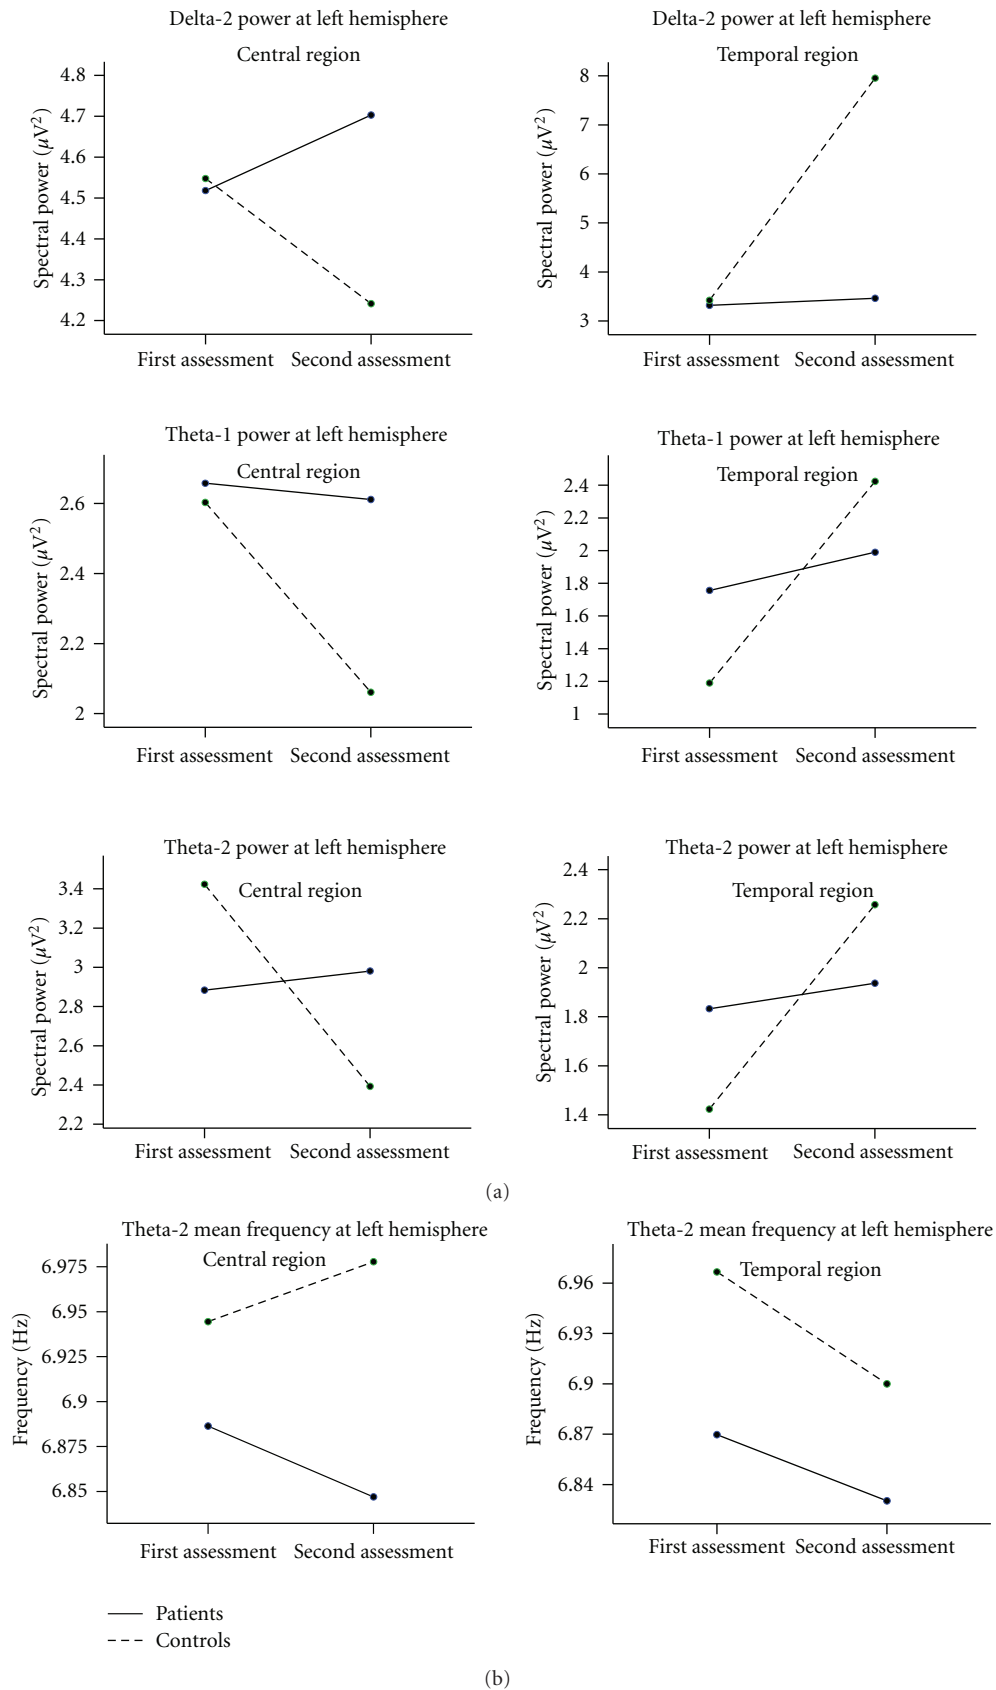 Delta-2 power at left hemisphere
Central region
Spectral power (µV²)
4.8
4.7
4.6
4.5
4.4
4.3
4.2
First assessment Second assessment
Delta-2 power at left hemisphere
Temporal region
Spectral power (µV²)
8
7
6
5
4
3
First assessment Second assessment
Theta-1 power at left hemisphere
Central region
Spectral power (µV²)
2.6
2.4
2.2
2
First assessment Second assessment
Theta-1 power at left hemisphere
Temporal region
Spectral power (µV²)
2.4
2.2
2
1.8
1.6
1.4
1.2
1
First assessment Second assessment
Theta-2 power at left hemisphere
Central region
Spectral power (µV²)
3.4
3.2
3
2.8
2.6
2.4
2.2
First assessment Second assessment
Theta-2 power at left hemisphere
Temporal region
Spectral power (µV²)
2.4
2.2
2
1.8
1.6
1.4
First assessment Second assessment
(a)
Theta-2 mean frequency at left hemisphere
Central region
Frequency (Hz)
6.975
6.95
6.925
6.9
6.875
6.85
First assessment Second assessment
Theta-2 mean frequency at left hemisphere
Temporal region
Frequency (Hz)
6.96
6.93
6.9
6.87
6.84
First assessment Second assessment
Patients
Controls
(b)